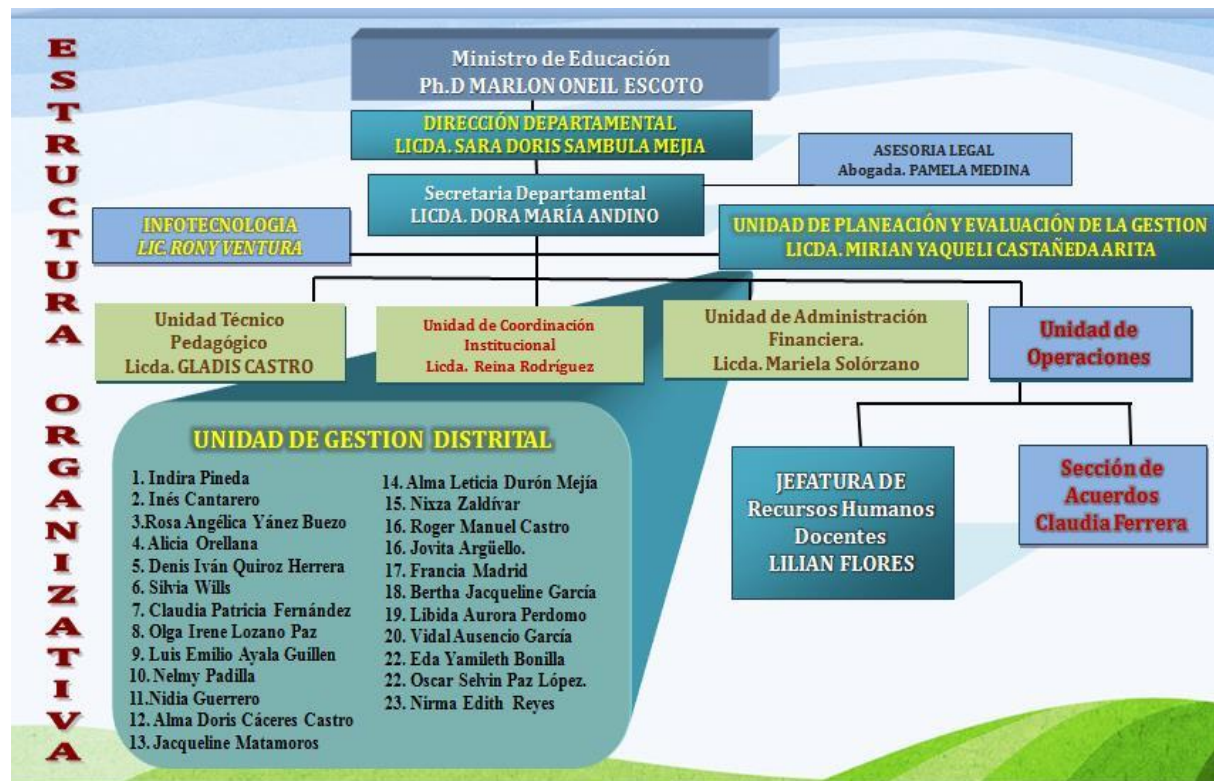 ESTRUCTURA ORGANIZATIVA
Ministro de Educación
Ph.D MARLON ONEIL ESCOTO
DIRECCIÓN DEPARTAMENTAL
LICDA. SARA DORIS SAMBULA MEJIA
ASESORIA LEGAL
Abogada. PAMELA MEDINA
Secretaria Departamental
LICDA. DORA MARÍA ANDINO
INFOTECNOLOGIA
LIC. RONY VENTURA
UNIDAD DE PLANEACIÓN Y EVALUACIÓN DE LA GESTION
LICDA. MIRIAN YAQUELI CASTAÑEDA ARITA
Unidad Técnico
Pedagógico
Licda. GLADIS CASTRO
Unidad de Coordinación
Institucional
Licda. Reina Rodríguez
Unidad de Administración
Financiera.
Licda. Mariela Solórzano
Unidad de
Operaciones
UNIDAD DE GESTION DISTRITAL
1. Indira Pineda
2. Inés Cantarero
3.Rosa Angélica Yánez Buezo
4. Alicia Orellana
5. Denis Iván Quiroz Herrera
6. Silvia Wills
7. Claudia Patricia Fernández
8. Olga Irene Lozano Paz
9. Luis Emilio Ayala Guillen
10. Nelmy Padilla
11.Nidia Guerrero
12. Alma Doris Cáceres Castro
13. Jacqueline Matamoros
14. Alma Leticia Durón Mejía
15. Nixza Zaldívar
16. Roger Manuel Castro
16. Jovita Argüello.
17. Francia Madrid
18. Bertha Jacqueline García
19. Libida Aurora Perdomo
20. Vidal Ausencio García
22. Eda Yamileth Bonilla
22. Oscar Selvin Paz López.
23. Nirma Edith Reyes
JEFATURA DE
Recursos Humanos
Docentes
LILIAN FLORES
Sección de
Acuerdos
Claudia Ferrera